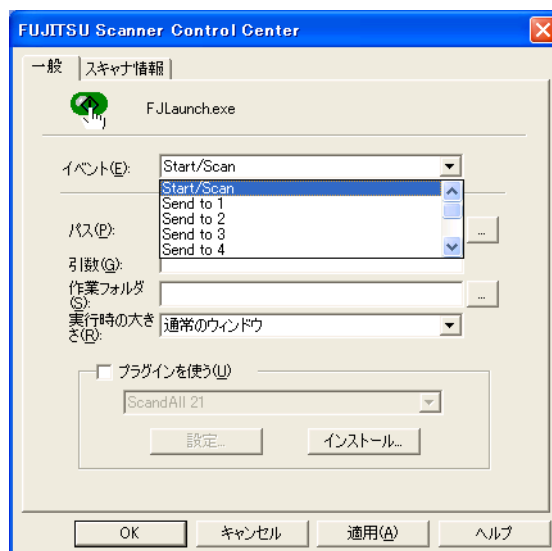 FUJITSU Scanner Control Center
一般 スキャナ情報
FJLaunch.exe
イベント(E): Start/Scan
Start/Scan
Send to 1
Send to 2
Send to 3
Send to 4
パス(P): ...
引数(G):
作業フォルダ
(S): ...
実行時の大き
さ(R): 通常のウィンドウ
プラグインを使う(U)
ScandAll 21
設定... インストール...
OK キャンセル 適用(A) ヘルプ